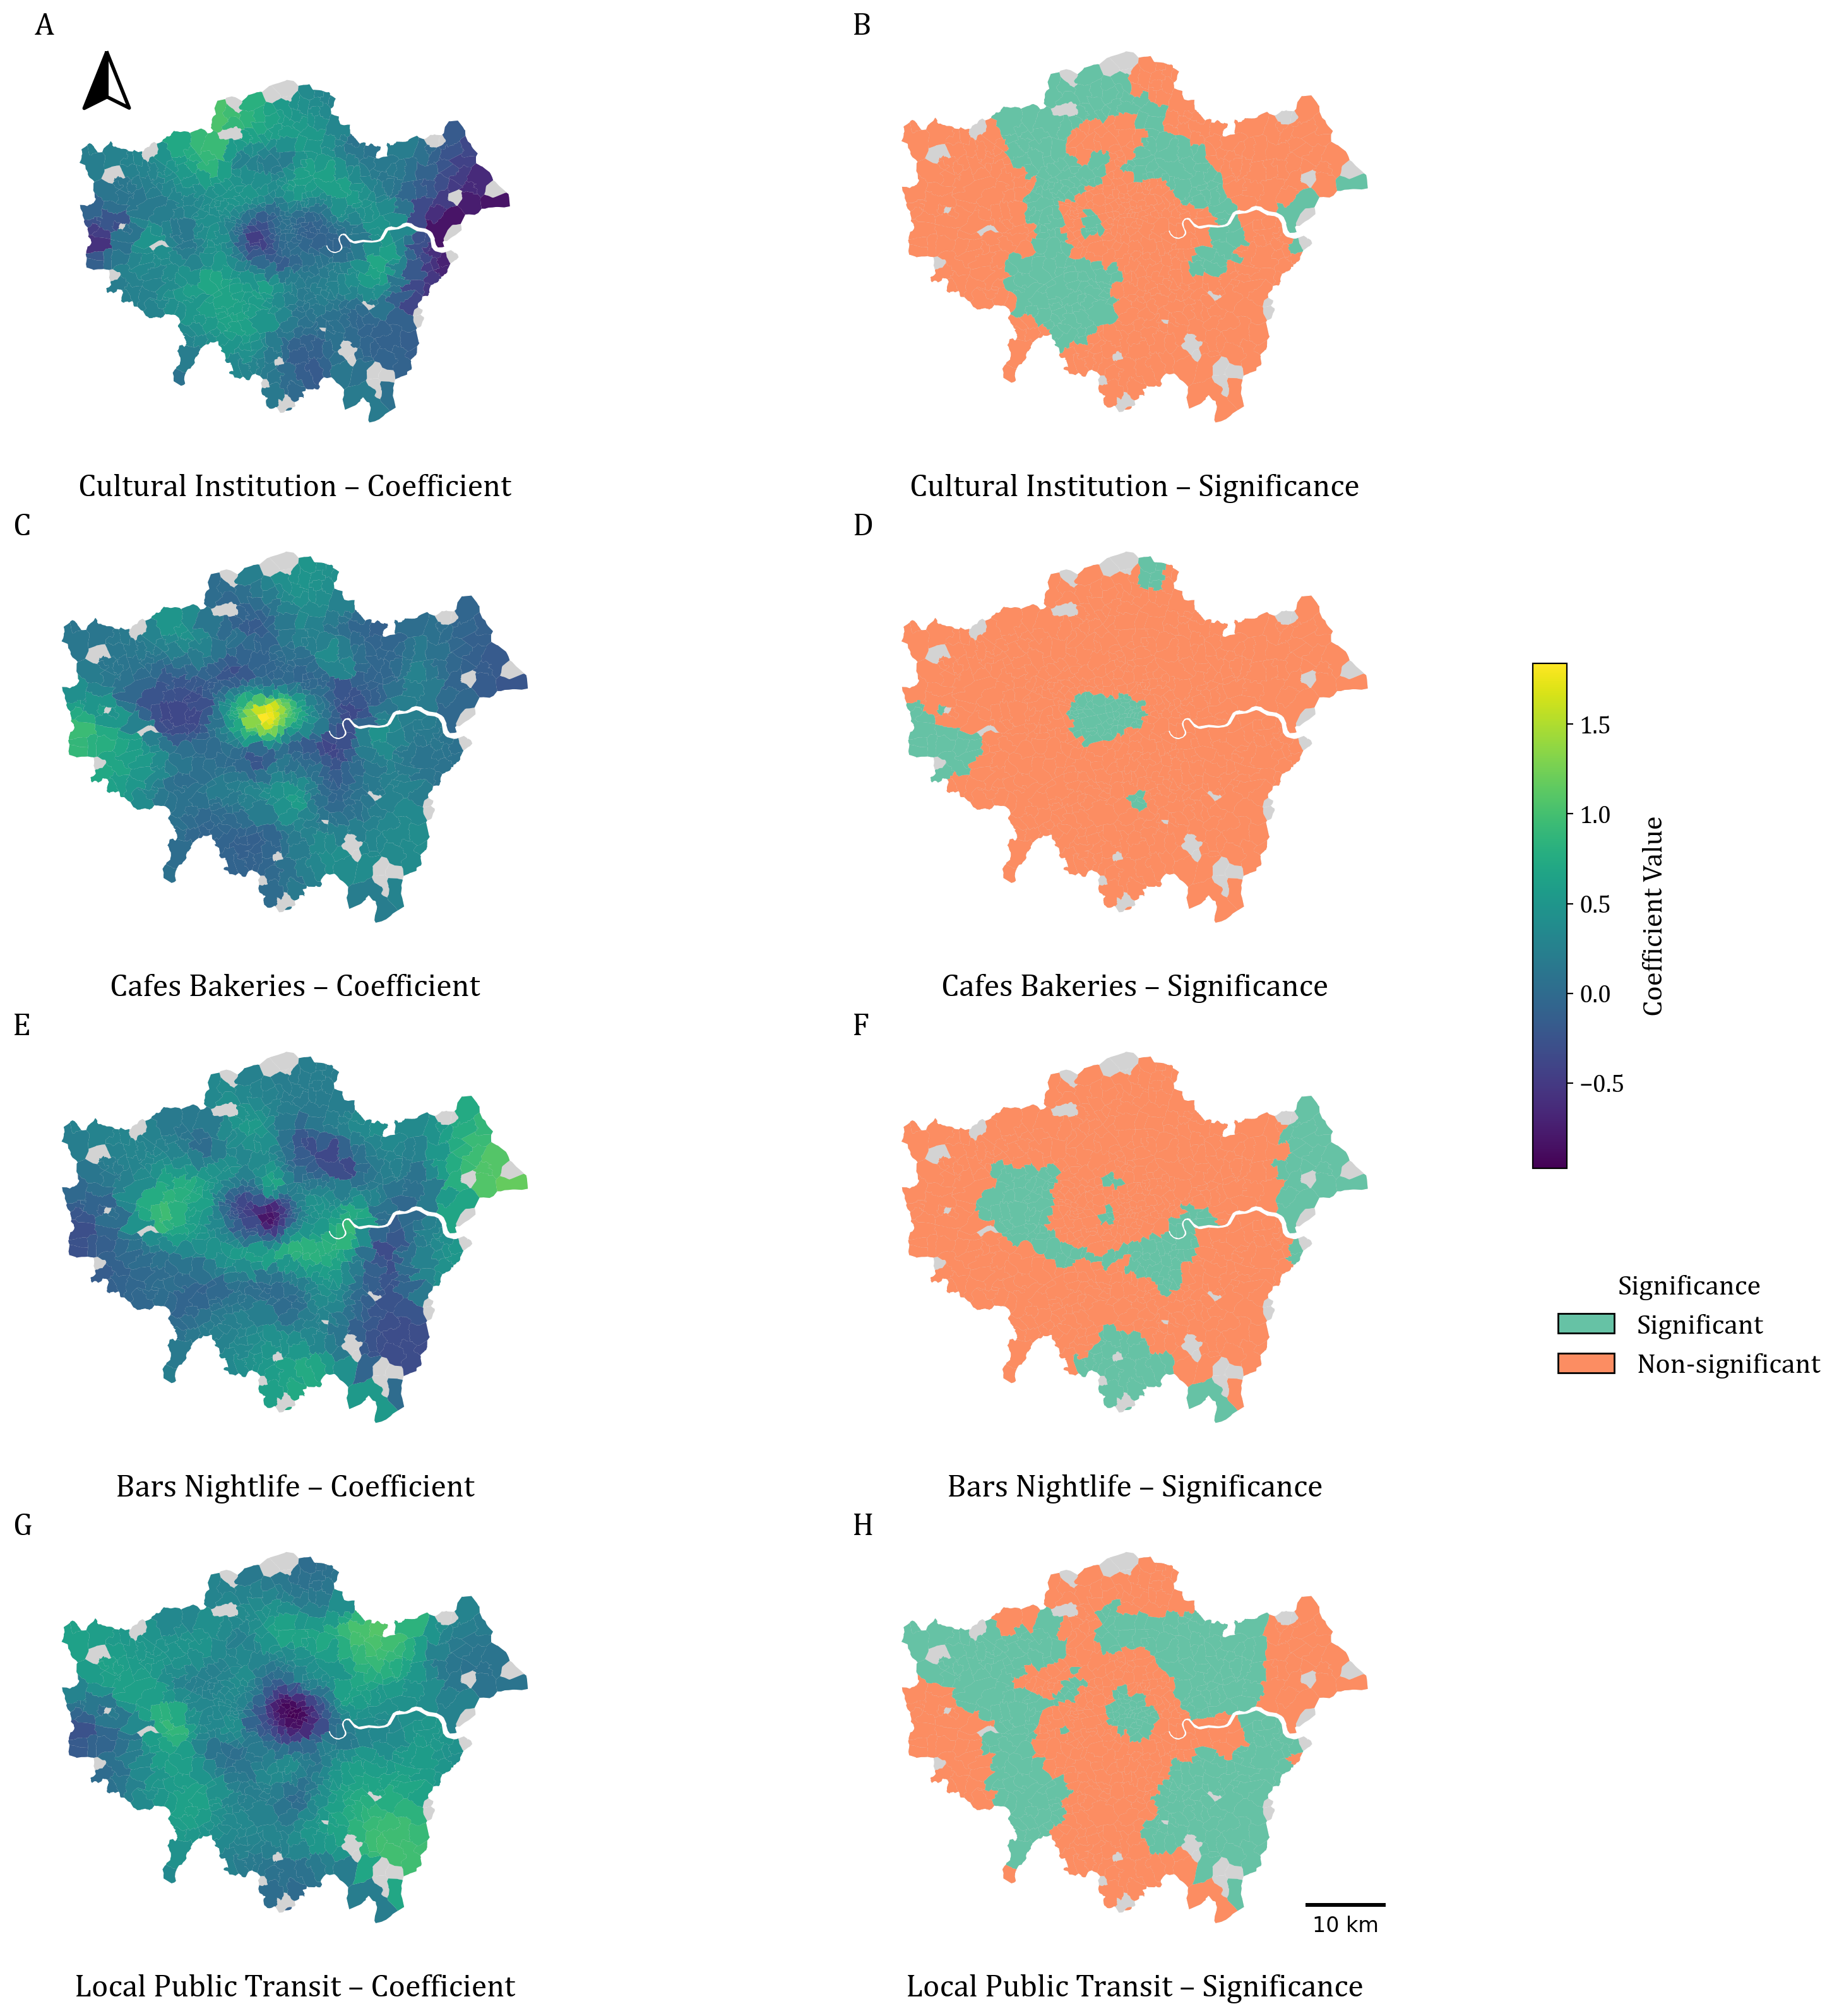 A
B
Cultural Institution – Coefficient
Cultural Institution – Significance
C
D
Cafes Bakeries – Coefficient
Cafes Bakeries – Significance
1.5
1.0
0.5
0.0
−0.5
Coefficient Value
E
F
Significance
Significant
Non-significant
Bars Nightlife – Coefficient
Bars Nightlife – Significance
G
H
10 km
Local Public Transit – Coefficient
Local Public Transit – Significance